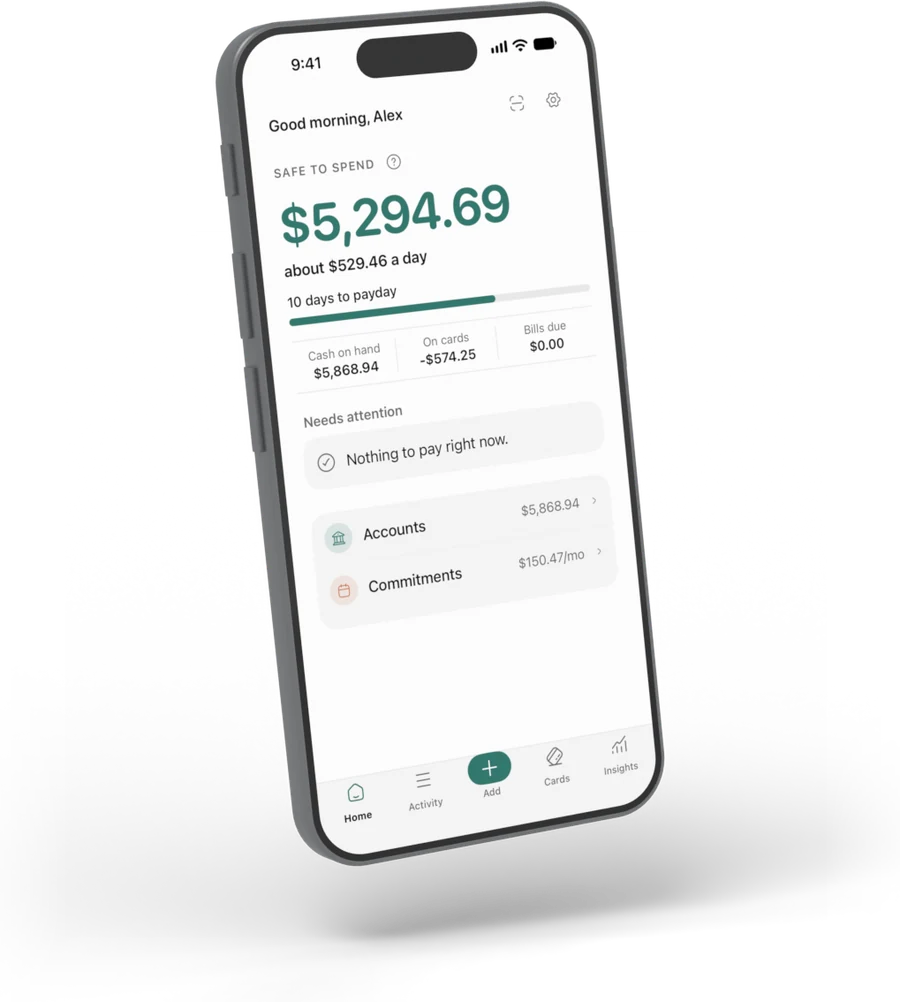 9:41
Good morning, Alex
SAFE TO SPEND ?
$5,294.69
about $529.46 a day
10 days to payday
Cash on hand
$5,868.94
On cards
-$574.25
Bills due
$0.00
Needs attention
Nothing to pay right now.
Accounts
$5,868.94
Commitments
$150.47/mo
Home
Activity
Add
Cards
Insights